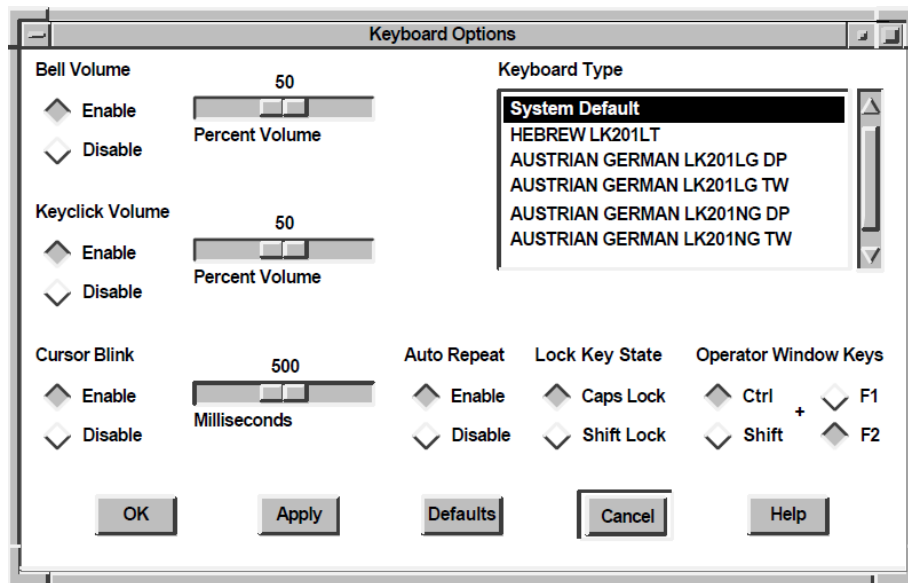 Keyboard Options
Bell Volume
50
Enable
Percent Volume
Disable
Keyboard Type
System Default
HEBREW LK201LT
AUSTRIAN GERMAN LK201LG DP
AUSTRIAN GERMAN LK201LG TW
AUSTRIAN GERMAN LK201NG DP
AUSTRIAN GERMAN LK201NG TW
Keyclick Volume
50
Enable
Percent Volume
Disable
Cursor Blink
500
Enable
Milliseconds
Disable
Auto Repeat
Enable
Disable
Lock Key State
Caps Lock
Shift Lock
Operator Window Keys
Ctrl + F1
Shift F2
OK Apply Defaults Cancel Help